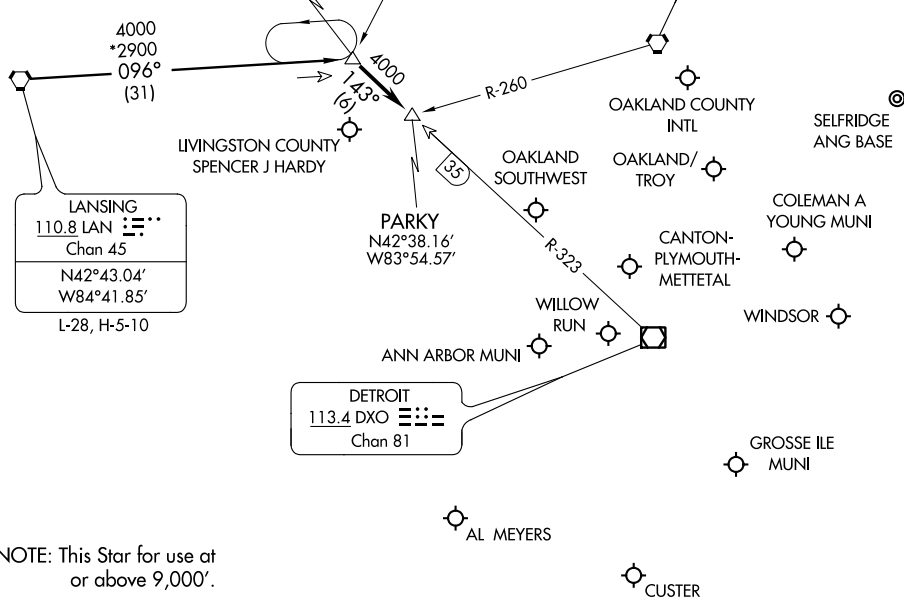 4000
*2900
096°
(31)
4000
143°
(6)
R-260
OAKLAND COUNTY
INTL
SELFRIDGE
ANG BASE
LIVINGSTON COUNTY
SPENCER J HARDY
35
OAKLAND
SOUTHWEST
OAKLAND/
TROY
COLEMAN A
YOUNG MUNI
LANSING
110.8 LAN
Chan 45
N42°43.04'
W84°41.85'
L-28, H-5-10
PARKY
N42°38.16'
W83°54.57'
R-323
CANTON-
PLYMOUTH-
METTETAL
WILLOW
RUN
WINDSOR
ANN ARBOR MUNI
DETROIT
113.4 DXO
Chan 81
GROSSE ILE
MUNI
AL MEYERS
NOTE: This Star for use at
or above 9,000'.
CUSTER